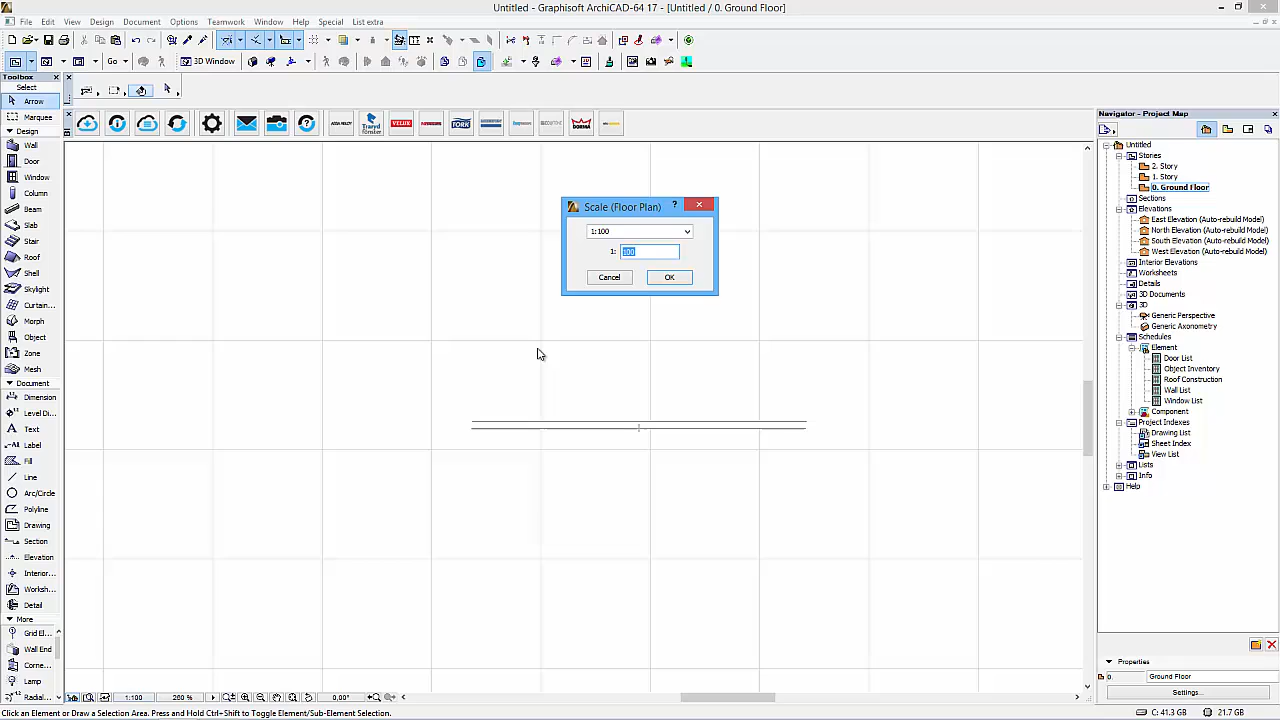 Untitled - Graphisoft ArchiCAD-64 17 - [Untitled / 0. Ground Floor]
File Edit View Design Document Options Teamwork Window Help Special List extra
Go 3D Window
Toolbox
Select
Arrow
Marquee
Design
Wall
Door
Window
Column
Beam
Slab
Stair
Roof
Shell
Skylight
Curtain...
Morph
Object
Zone
Mesh
Document
Dimension
Level Di...
Text
Label
Fill
Line
Arc/Circle
Polyline
Drawing
Section
Elevation
Interior...
Worksh...
Detail
More
Grid El...
Wall End
Corne...
Lamp
Radial...
VELUX
DORMA
Scale (Floor Plan) ?
1:100
1: 100
Cancel OK
Navigator - Project Map
Untitled
Stories
2. Story
1. Story
0. Ground Floor
Sections
Elevations
East Elevation (Auto-rebuild Model)
North Elevation (Auto-rebuild Model)
South Elevation (Auto-rebuild Model)
West Elevation (Auto-rebuild Model)
Interior Elevations
Worksheets
Details
3D Documents
3D
Generic Perspective
Generic Axonometry
Schedules
Element
Door List
Object Inventory
Roof Construction
Wall List
Window List
Component
Project Indexes
Drawing List
Sheet Index
View List
Lists
Info
Help
Properties
0. Ground Floor
Settings...
1:100 260 % 0,00°
Click an Element or Draw a Selection Area. Press and Hold Ctrl+Shift to Toggle Element/Sub-Element Selection.
C: 41.3 GB 21.7 GB